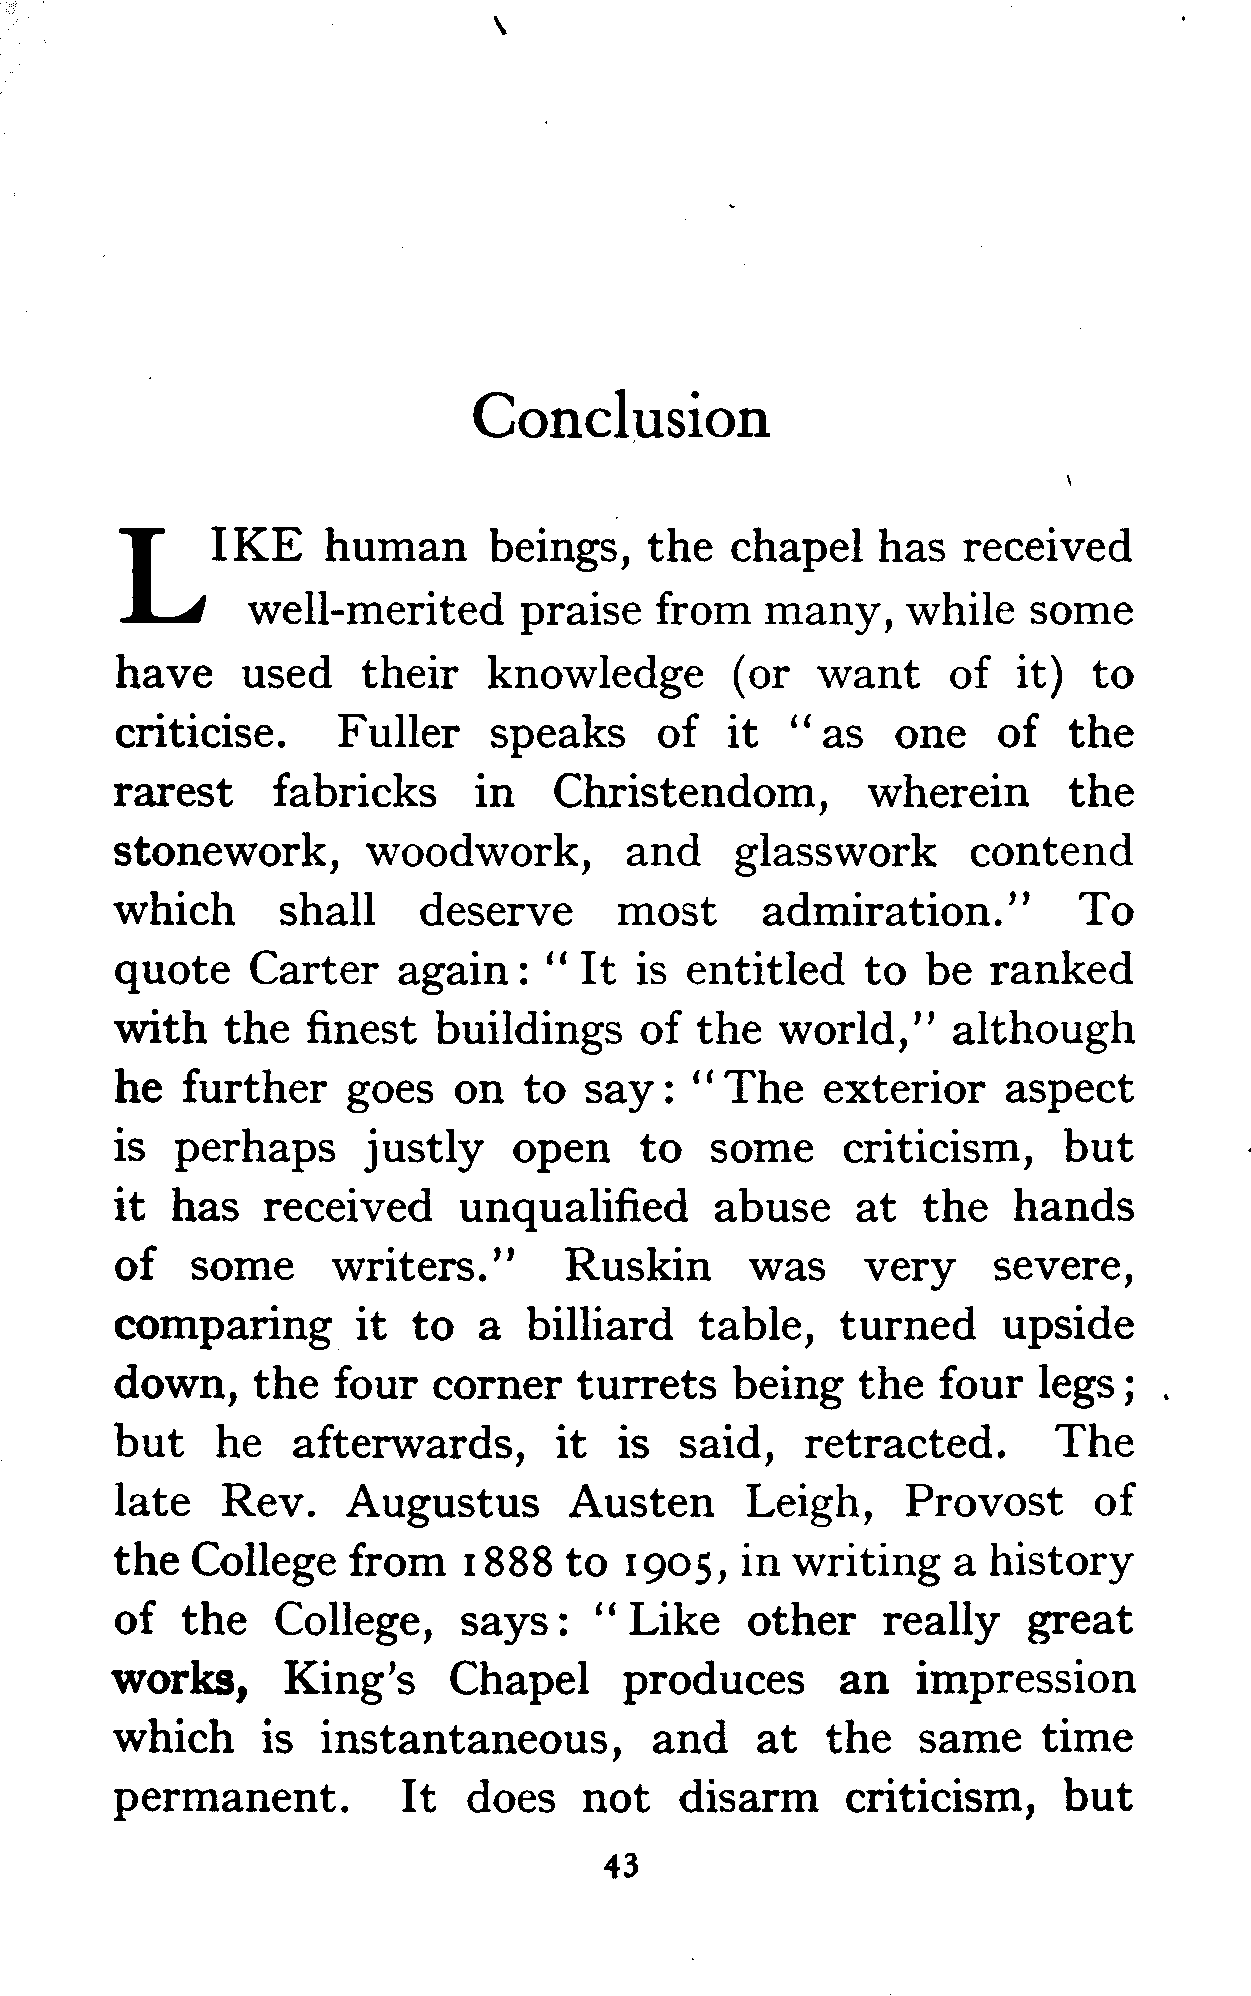 Conclusion
LIKE human beings, the chapel has received
well-merited praise from many, while some
have used their knowledge (or want of it) to
criticise. Fuller speaks of it “as one of the
rarest fabricks in Christendom, wherein the
stonework, woodwork, and glasswork contend
which shall deserve most admiration.” To
quote Carter again: “It is entitled to be ranked
with the finest buildings of the world,” although
he further goes on to say: “The exterior aspect
is perhaps justly open to some criticism, but
it has received unqualified abuse at the hands
of some writers.” Ruskin was very severe,
comparing it to a billiard table, turned upside
down, the four corner turrets being the four legs;
but he afterwards, it is said, retracted. The
late Rev. Augustus Austen Leigh, Provost of
the College from 1888 to 1905, in writing a history
of the College, says: “Like other really great
works, King's Chapel produces an impression
which is instantaneous, and at the same time
permanent. It does not disarm criticism, but
43